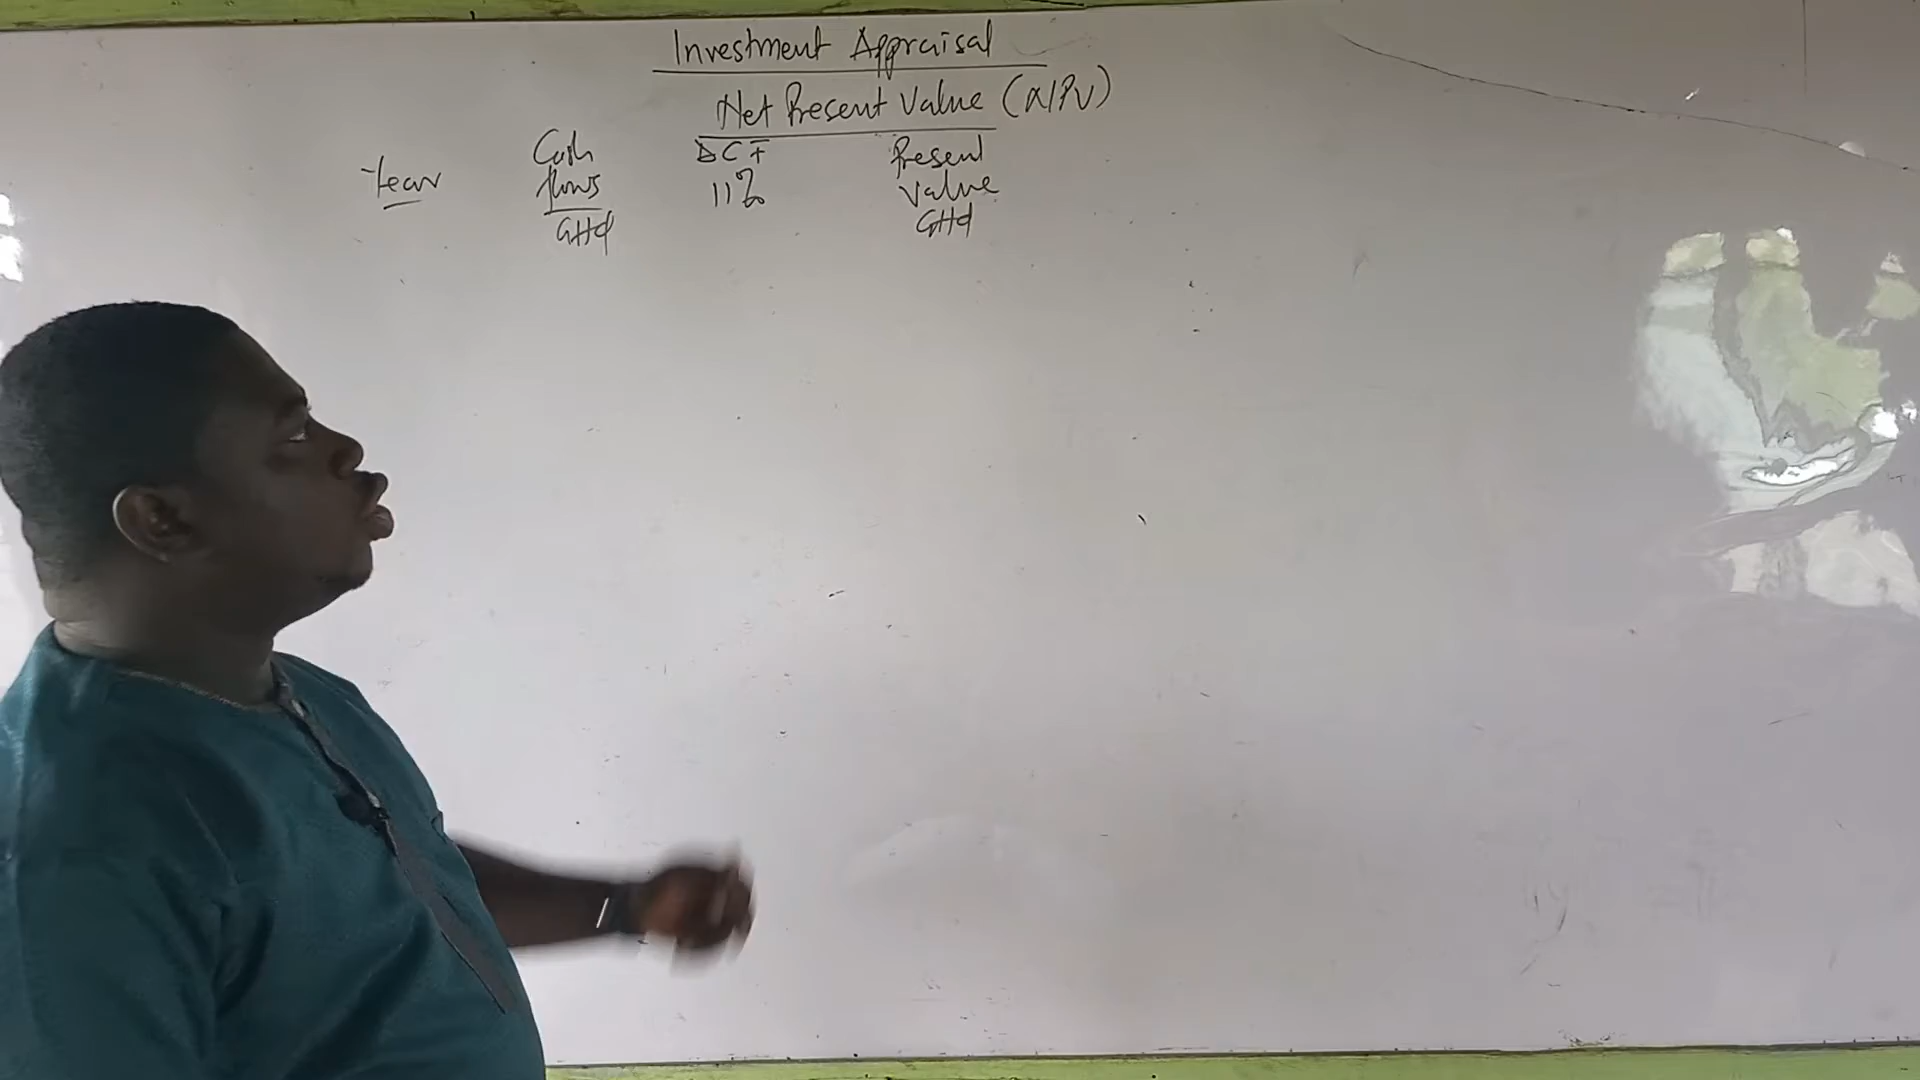 Investment Appraisal
Net Present Value (NPV)
Year
Cash
flows
GH₵
DCF
11%
Present
Value
GH₵